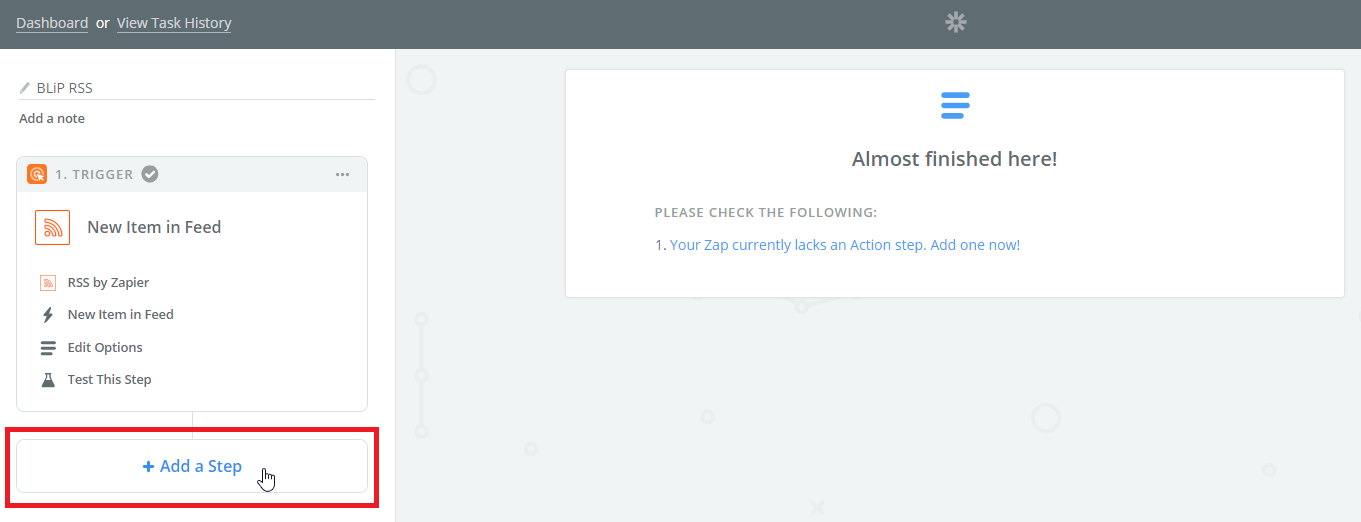 Dashboard or View Task History
BLiP RSS
Add a note
1. TRIGGER
New Item in Feed
RSS by Zapier
New Item in Feed
Edit Options
Test This Step
+ Add a Step
Almost finished here!
PLEASE CHECK THE FOLLOWING:
1. Your Zap currently lacks an Action step. Add one now!